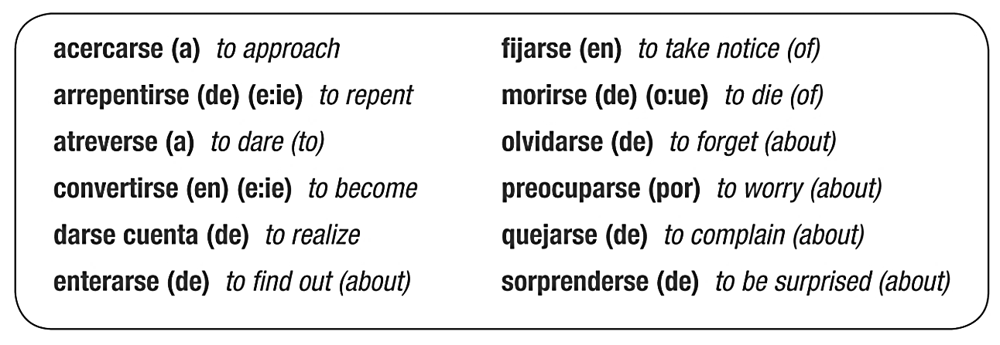 acercarse (a) to approach
arrepentirse (de) (e:ie) to repent
atreverse (a) to dare (to)
convertirse (en) (e:ie) to become
darse cuenta (de) to realize
enterarse (de) to find out (about)
fijarse (en) to take notice (of)
morirse (de) (o:ue) to die (of)
olvidarse (de) to forget (about)
preocuparse (por) to worry (about)
quejarse (de) to complain (about)
sorprenderse (de) to be surprised (about)